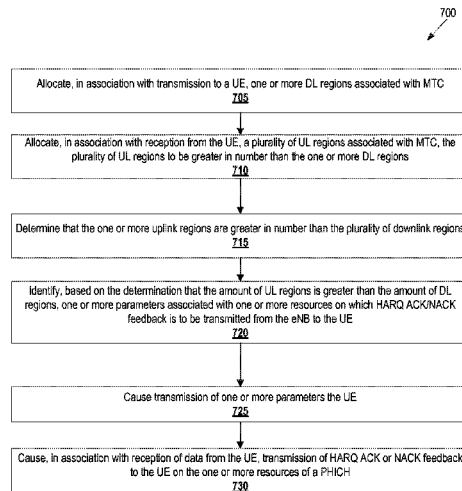 700
Allocate, in association with transmission to a UE, one or more DL regions associated with MTC
705
Allocate, in association with reception from the UE, a plurality of UL regions associated with MTC, the
plurality of UL regions to be greater in number than the one or more DL regions
710
Determine that the one or more uplink regions are greater in number than the plurality of downlink regions
715
Identify, based on the determination that the amount of UL regions is greater than the amount of DL
regions, one or more parameters associated with one or more resources on which HARQ ACK/NACK
feedback is to be transmitted from the eNB to the UE
720
Cause transmission of one or more parameters the UE
725
Cause, in association with reception of data from the UE, transmission of HARQ ACK or NACK feedback
to the UE on the one or more resources of a PHICH
730